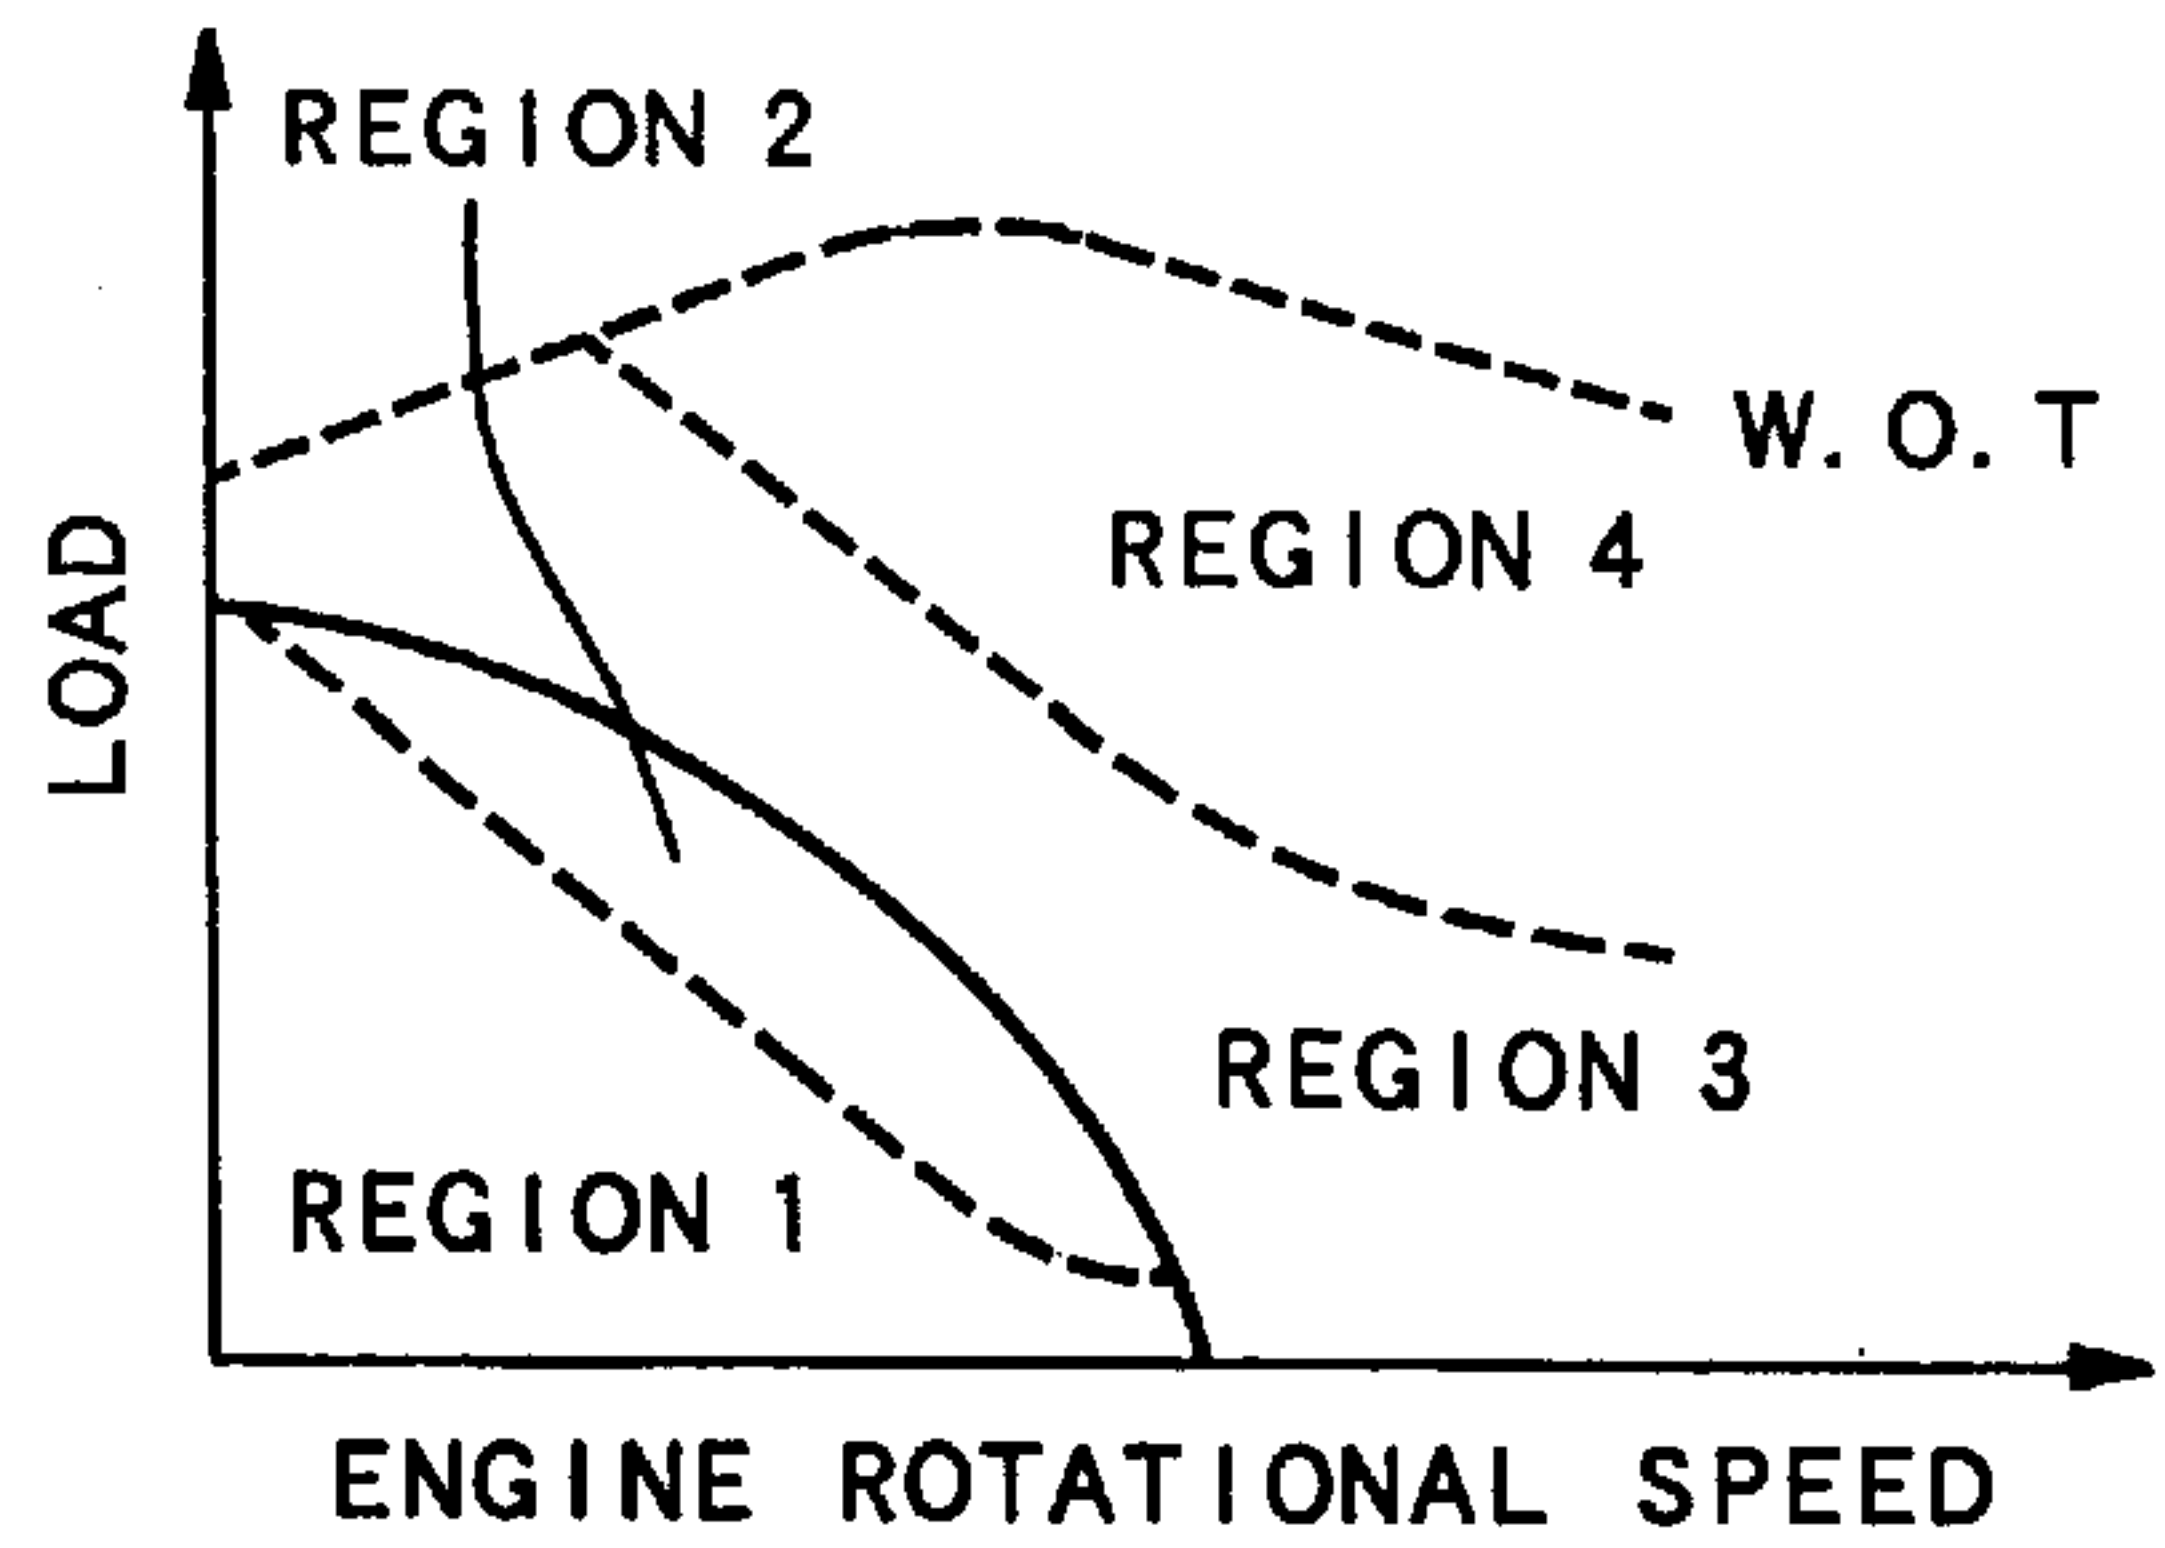 REGION 2
W.O.T
REGION 4
LOAD
REGION 3
REGION 1
ENGINE ROTATIONAL SPEED